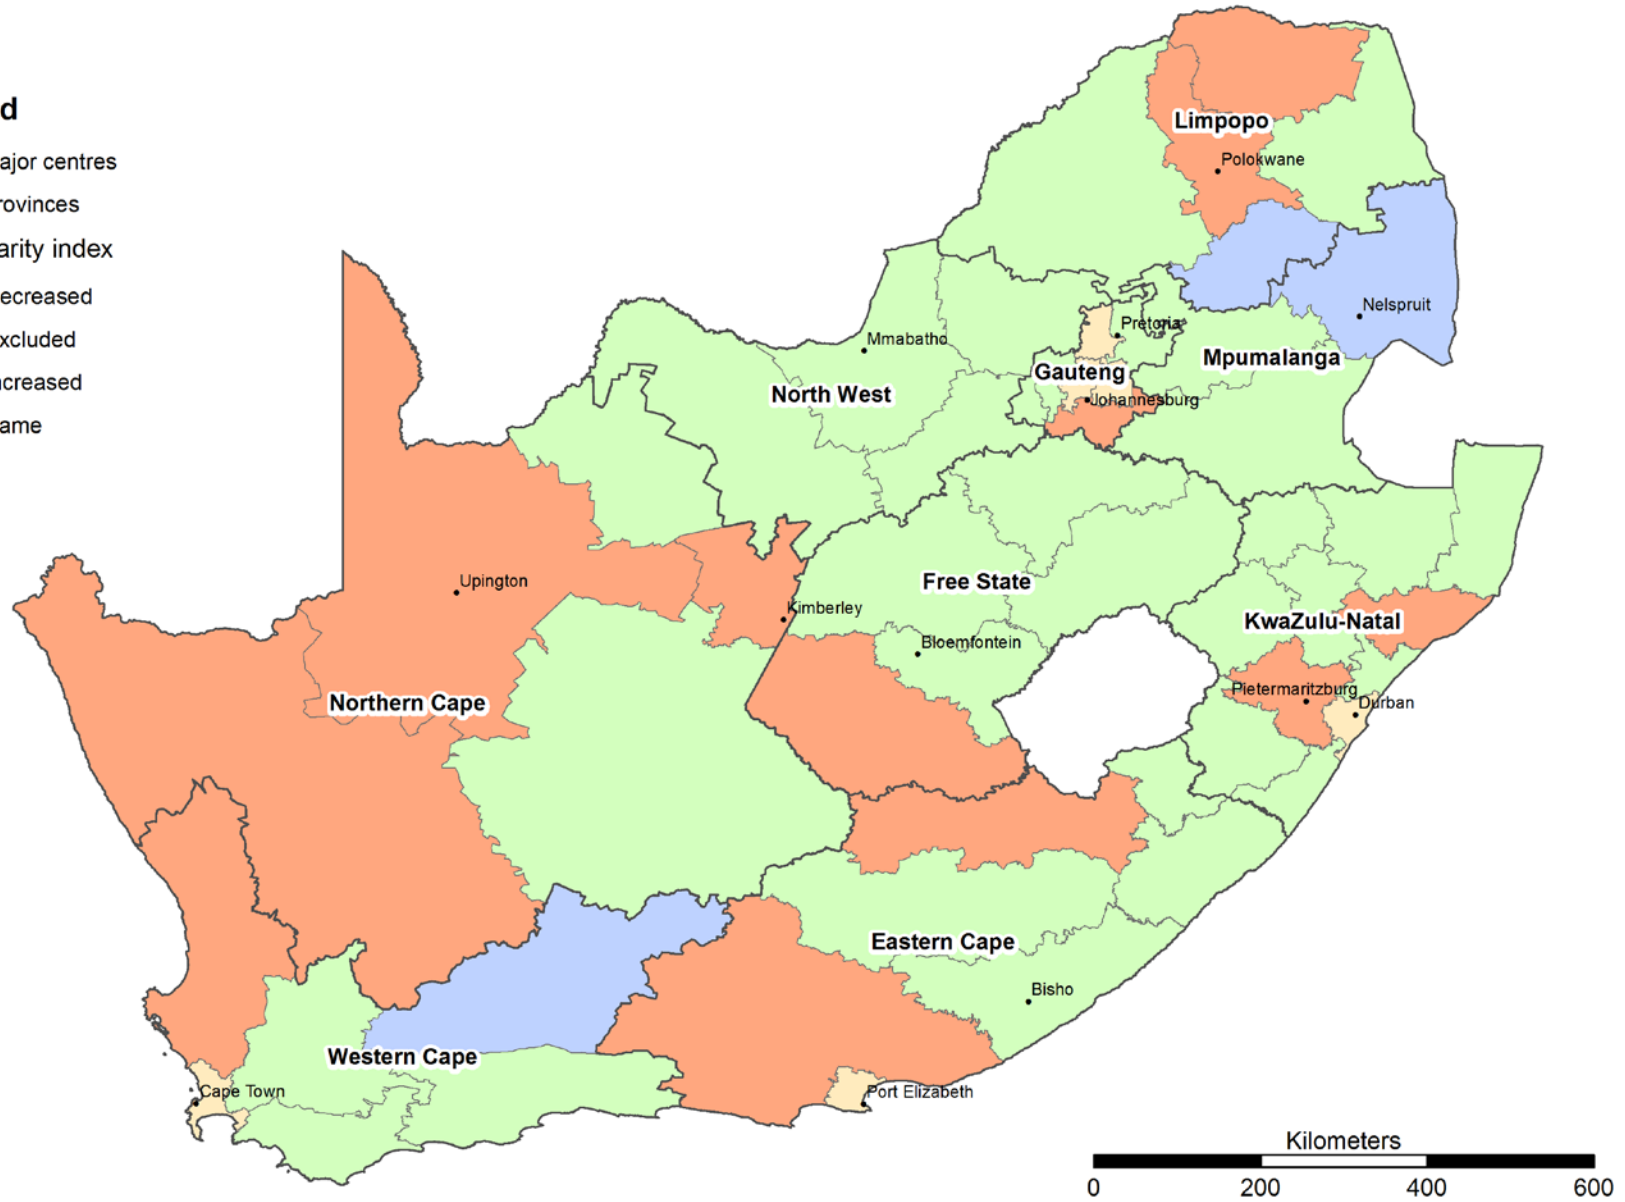 d
ajor centres
rovinces
arity index
ecreased
xcluded
ncreased
ame
Limpopo
Polokwane
Nelspruit
Pretoria
Mmabatho
Mpumalanga
Gauteng
North West
Johannesburg
Upington
Free State
Kimberley
KwaZulu-Natal
Bloemfontein
Pietermaritzburg
Northern Cape
Durban
Eastern Cape
Bisho
Western Cape
Cape Town
Port Elizabeth
Kilometers
0 200 400 600